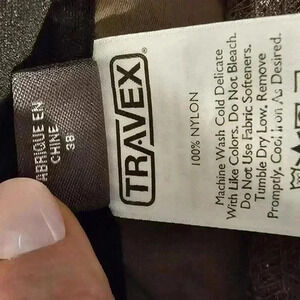 FABRIQUE EN
CHINE
38
TRAVEX
100% NYLON
Machine Wash Cold Delicate
With Like Colors. Do Not Bleach.
Do Not Use Fabric Softeners.
Tumble Dry Low. Remove
Promptly. Cool Iron As Desired.